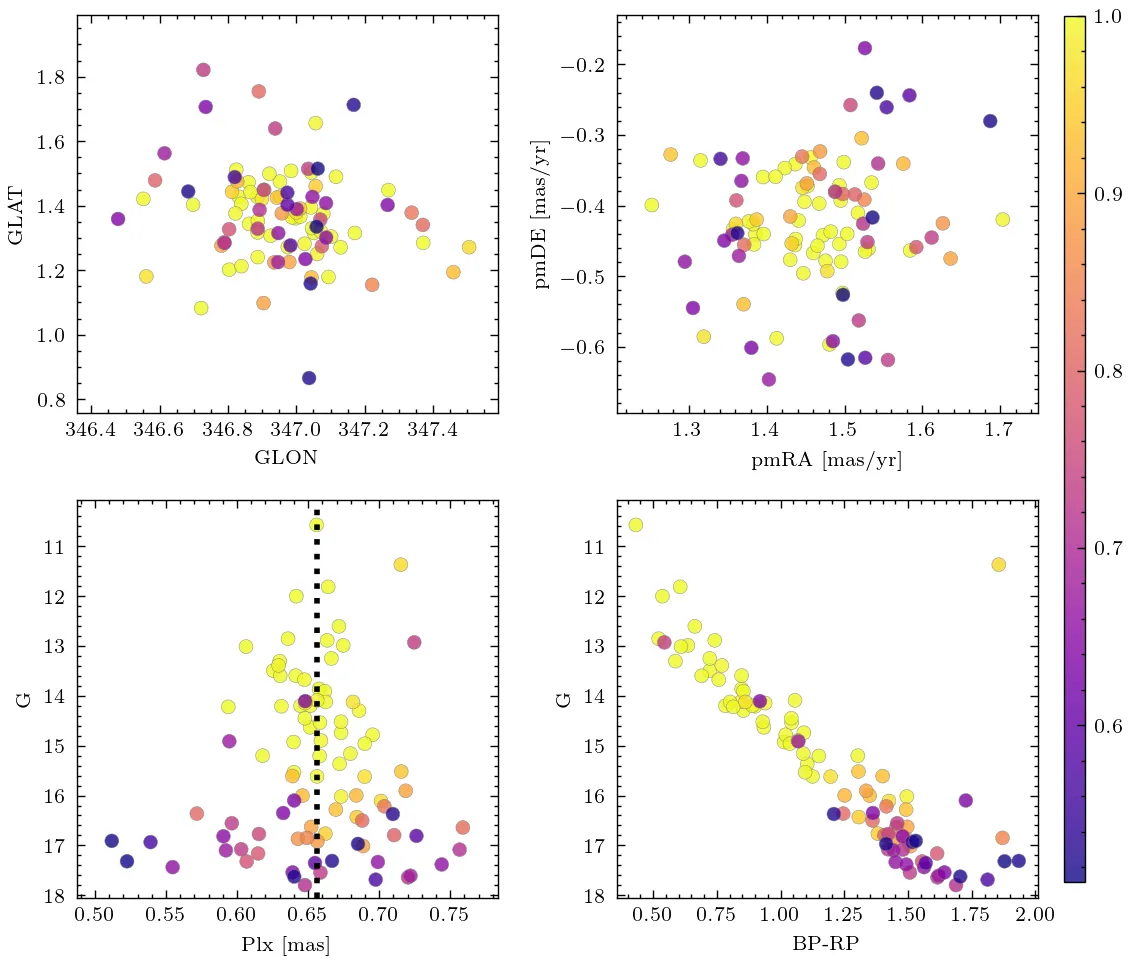 1.8
1.6
1.4
1.2
1.0
0.8
GLAT
346.4 346.6 346.8 347.0 347.2 347.4
GLON
−0.2
−0.3
−0.4
−0.5
−0.6
pmDE [mas/yr]
1.3 1.4 1.5 1.6 1.7
pmRA [mas/yr]
1.0
0.9
0.8
0.7
0.6
11
12
13
14
15
16
17
18
G
0.50 0.55 0.60 0.65 0.70 0.75
Plx [mas]
11
12
13
14
15
16
17
18
G
0.50 0.75 1.00 1.25 1.50 1.75 2.00
BP-RP